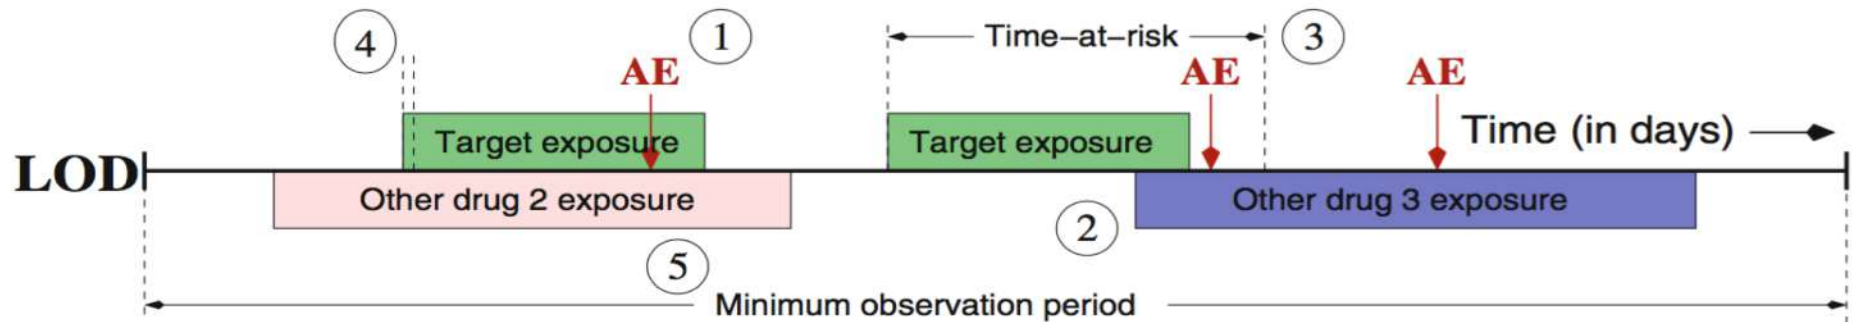 4
1
Time–at–risk
3
AE
AE
AE
Target exposure
Target exposure
Time (in days)
LOD
Other drug 2 exposure
Other drug 3 exposure
2
5
Minimum observation period